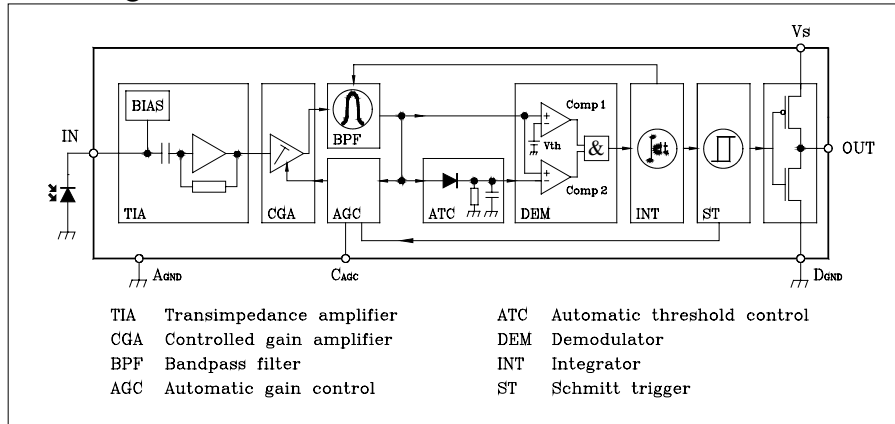 Vs
BIAS
IN
Comp 1
BPF
Vth
&
OUT
Comp 2
TIA
CGA
AGC
ATC
DEM
INT
ST
AGND
CAGC
DGND
TIA Transimpedance amplifier
CGA Controlled gain amplifier
BPF Bandpass filter
AGC Automatic gain control
ATC Automatic threshold control
DEM Demodulator
INT Integrator
ST Schmitt trigger